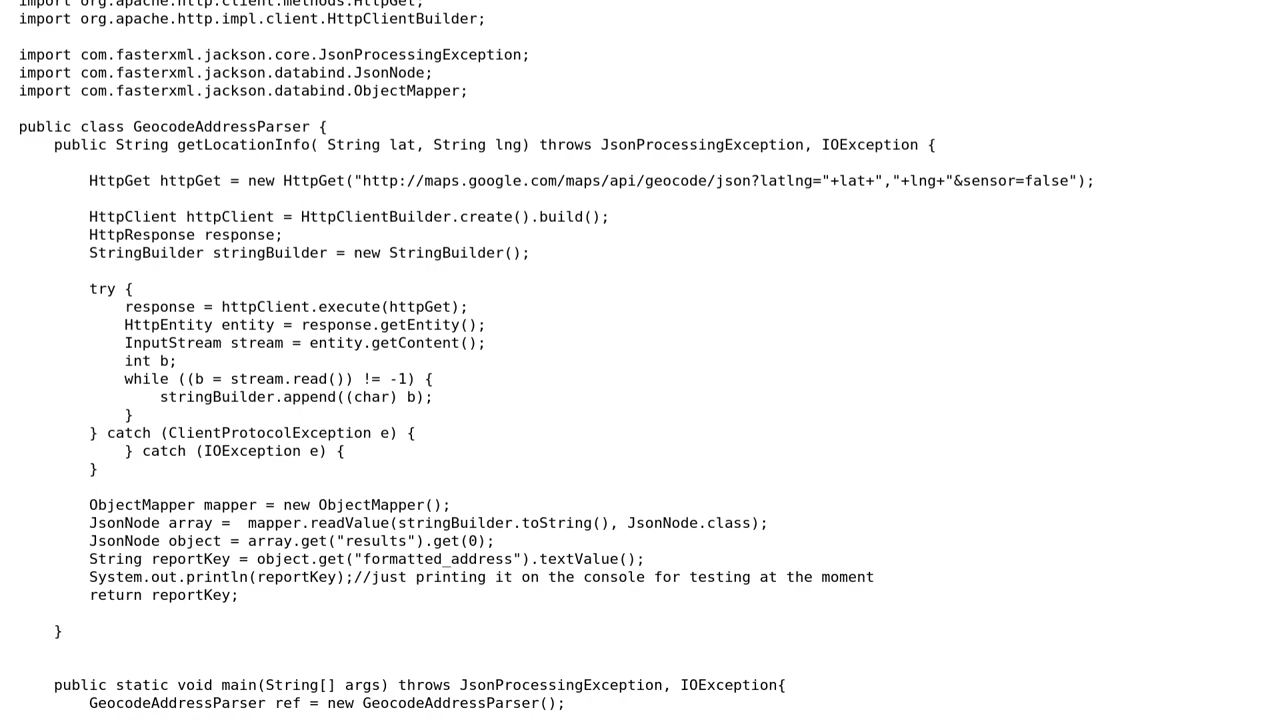 import org.apache.http.client.methods.HttpGet;
import org.apache.http.impl.client.HttpClientBuilder;

import com.fasterxml.jackson.core.JsonProcessingException;
import com.fasterxml.jackson.databind.JsonNode;
import com.fasterxml.jackson.databind.ObjectMapper;

public class GeocodeAddressParser {
    public String getLocationInfo( String lat, String lng) throws JsonProcessingException, IOException {

        HttpGet httpGet = new HttpGet("http://maps.google.com/maps/api/geocode/json?latlng="+lat+","+lng+"&sensor=false");

        HttpClient httpClient = HttpClientBuilder.create().build();
        HttpResponse response;
        StringBuilder stringBuilder = new StringBuilder();

        try {
            response = httpClient.execute(httpGet);
            HttpEntity entity = response.getEntity();
            InputStream stream = entity.getContent();
            int b;
            while ((b = stream.read()) != -1) {
                stringBuilder.append((char) b);
            }
        } catch (ClientProtocolException e) {
            } catch (IOException e) {
        }

        ObjectMapper mapper = new ObjectMapper();
        JsonNode array =  mapper.readValue(stringBuilder.toString(), JsonNode.class);
        JsonNode object = array.get("results").get(0);
        String reportKey = object.get("formatted_address").textValue();
        System.out.println(reportKey);//just printing it on the console for testing at the moment
        return reportKey;

    }


    public static void main(String[] args) throws JsonProcessingException, IOException{
        GeocodeAddressParser ref = new GeocodeAddressParser();